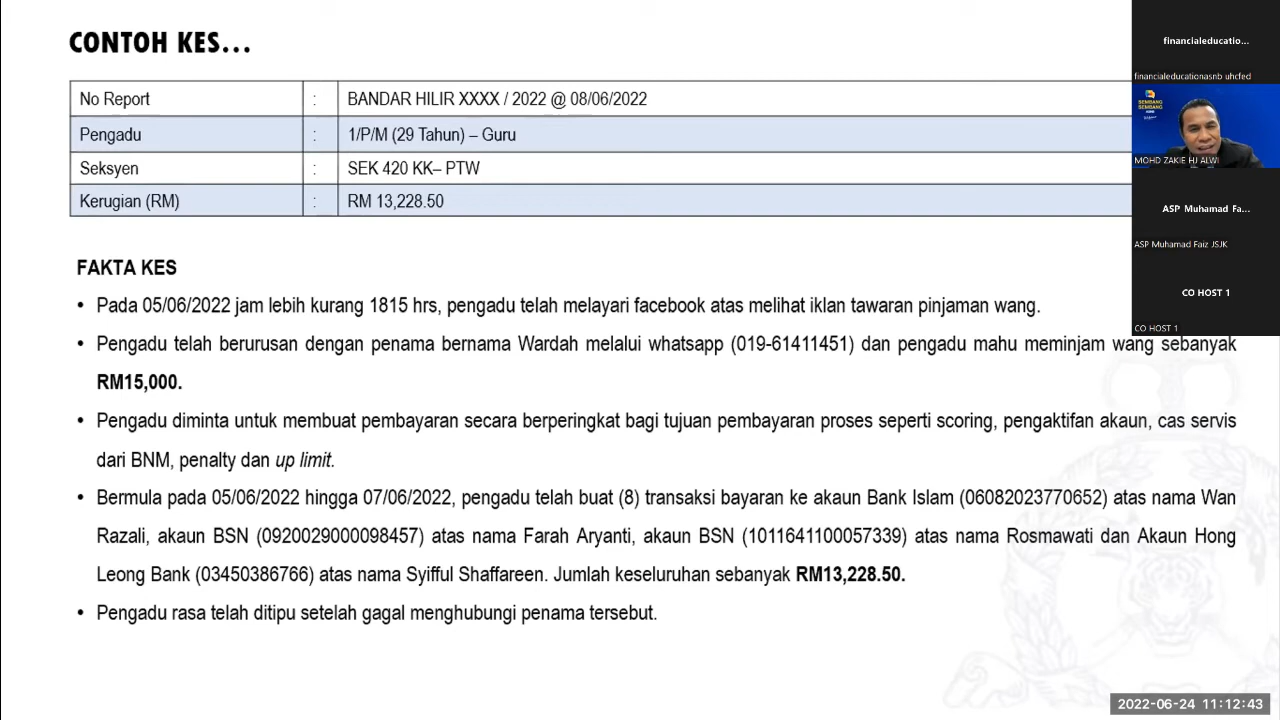 CONTOH KES...
No Report : BANDAR HILIR XXXX / 2022 @ 08/06/2022
Pengadu : 1/P/M (29 Tahun) – Guru
Seksyen : SEK 420 KK– PTW
Kerugian (RM) : RM 13,228.50
FAKTA KES
• Pada 05/06/2022 jam lebih kurang 1815 hrs, pengadu telah melayari facebook atas melihat iklan tawaran pinjaman wang.
• Pengadu telah berurusan dengan penama bernama Wardah melalui whatsapp (019-61411451) dan pengadu mahu meminjam wang sebanyak
RM15,000.
• Pengadu diminta untuk membuat pembayaran secara berperingkat bagi tujuan pembayaran proses seperti scoring, pengaktifan akaun, cas servis
dari BNM, penalty dan up limit.
• Bermula pada 05/06/2022 hingga 07/06/2022, pengadu telah buat (8) transaksi bayaran ke akaun Bank Islam (06082023770652) atas nama Wan
Razali, akaun BSN (0920029000098457) atas nama Farah Aryanti, akaun BSN (1011641100057339) atas nama Rosmawati dan Akaun Hong
Leong Bank (03450386766) atas nama Syifful Shaffareen. Jumlah keseluruhan sebanyak RM13,228.50.
• Pengadu rasa telah ditipu setelah gagal menghubungi penama tersebut.
financialeducatio...
financialeducationasnb uhcfed
SEMBANG
SEMBANG
MOHD ZAKIE HJ ALWI
ASP Muhamad Fa...
ASP Muhamad Faiz JSJK
CO HOST 1
CO HOST 1
2022-06-24 11:12:43